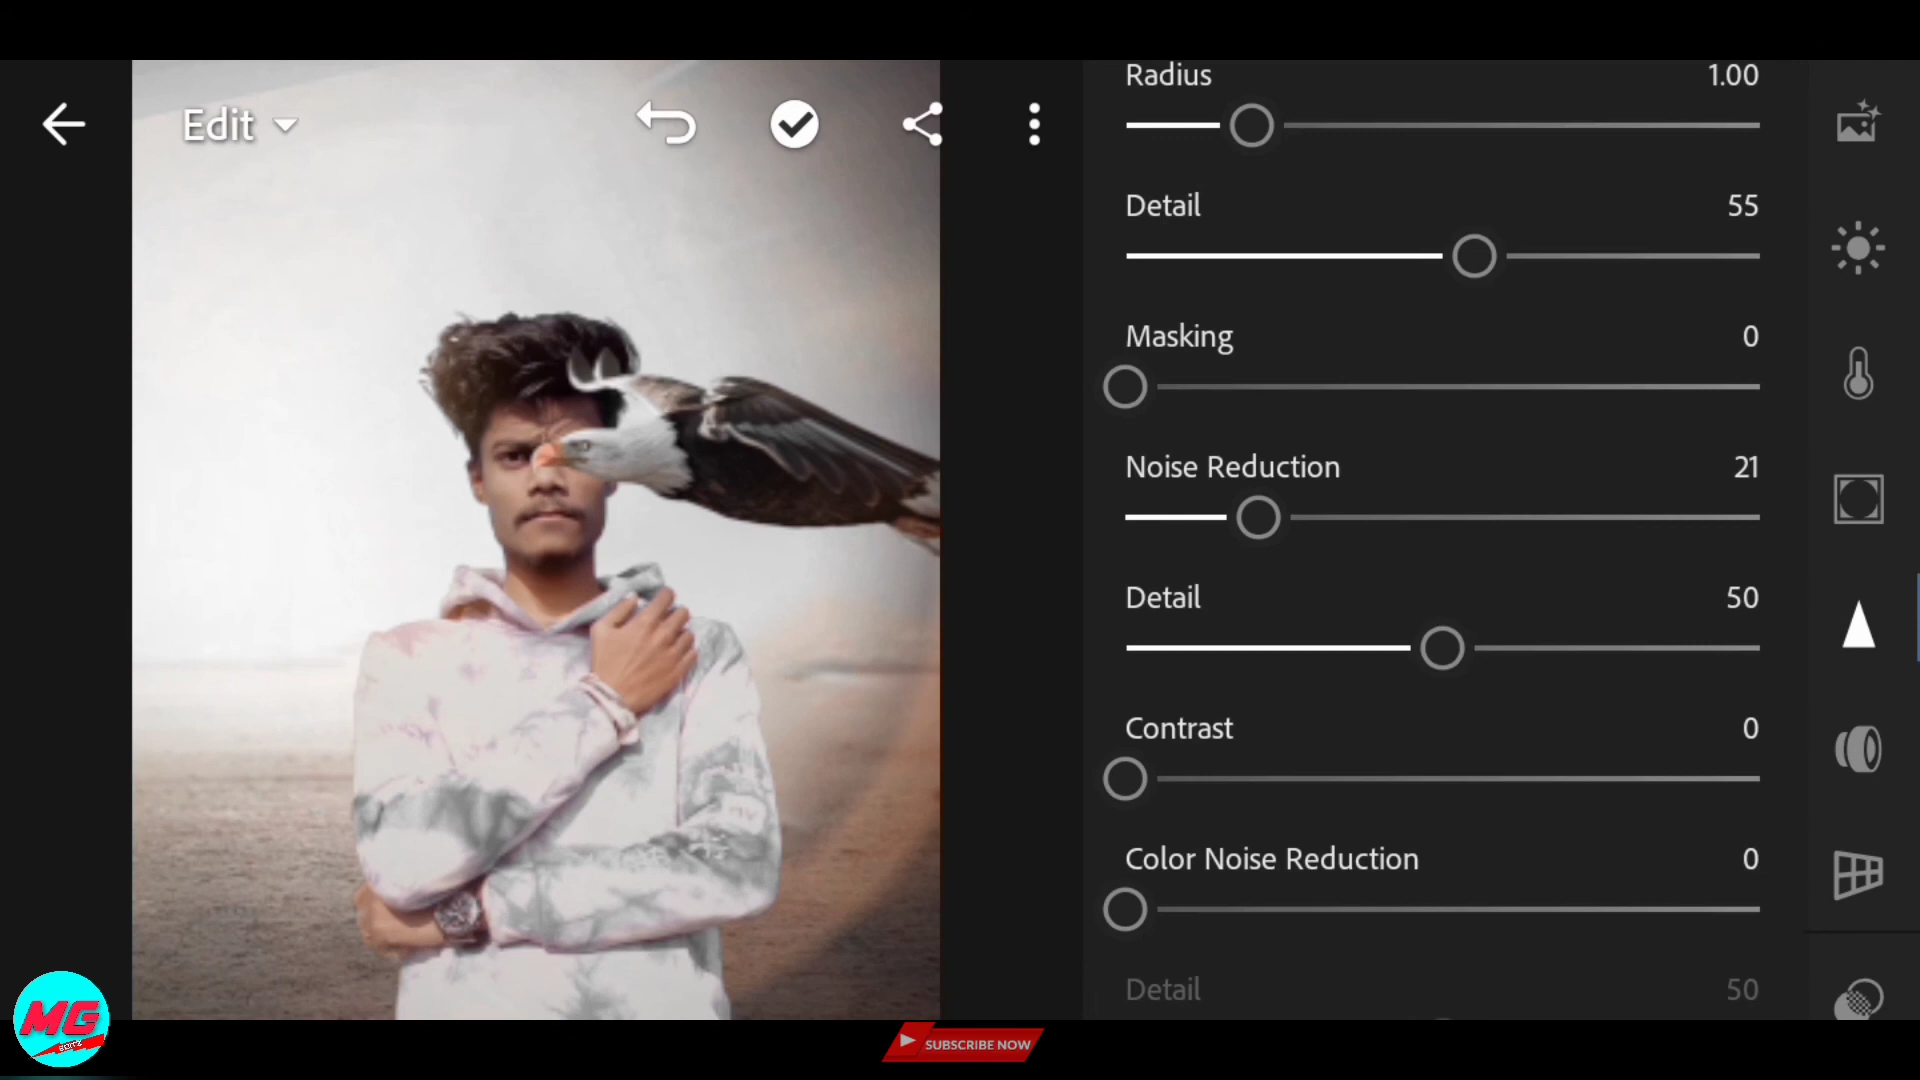 Edit
Radius 1.00
Detail 55
Masking 0
Noise Reduction 21
Detail 50
Contrast 0
Color Noise Reduction 0
Detail 50
MG
SUBSCRIBE NOW